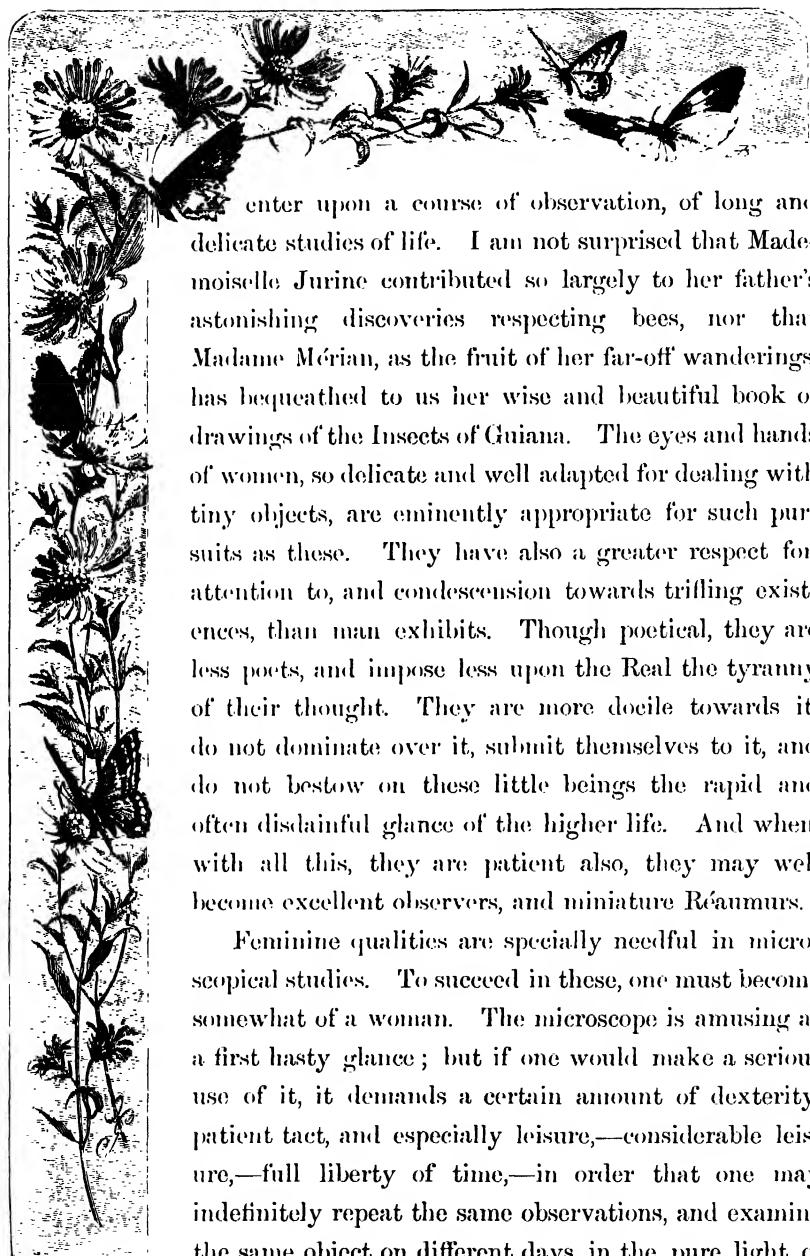 enter upon a course of observation, of long and
delicate studies of life. I am not surprised that Made
moiselle Jurine contributed so largely to her father's
astonishing discoveries respecting bees, nor tha
Madame Mérian, as the fruit of her far-off wanderings
has bequeathed to us her wise and beautiful book o
drawings of the Insects of Guiana. The eyes and hands
of women, so delicate and well adapted for dealing with
tiny objects, are eminently appropriate for such pur
suits as these. They have also a greater respect for
attention to, and condescension towards trifling exist
ences, than man exhibits. Though poetical, they are
less poets, and impose less upon the Real the tyranny
of their thought. They are more docile towards it
do not dominate over it, submit themselves to it, and
do not bestow on these little beings the rapid and
often disdainful glance of the higher life. And when
with all this, they are patient also, they may wel
become excellent observers, and miniature Réaumurs.
Feminine qualities are specially needful in micro
scopical studies. To succeed in these, one must becom
somewhat of a woman. The microscope is amusing a
a first hasty glance; but if one would make a seriou
use of it, it demands a certain amount of dexterity
patient tact, and especially leisure,—considerable leis
ure,—full liberty of time,—in order that one may
indefinitely repeat the same observations, and examin
the same object on different days, in the pure light